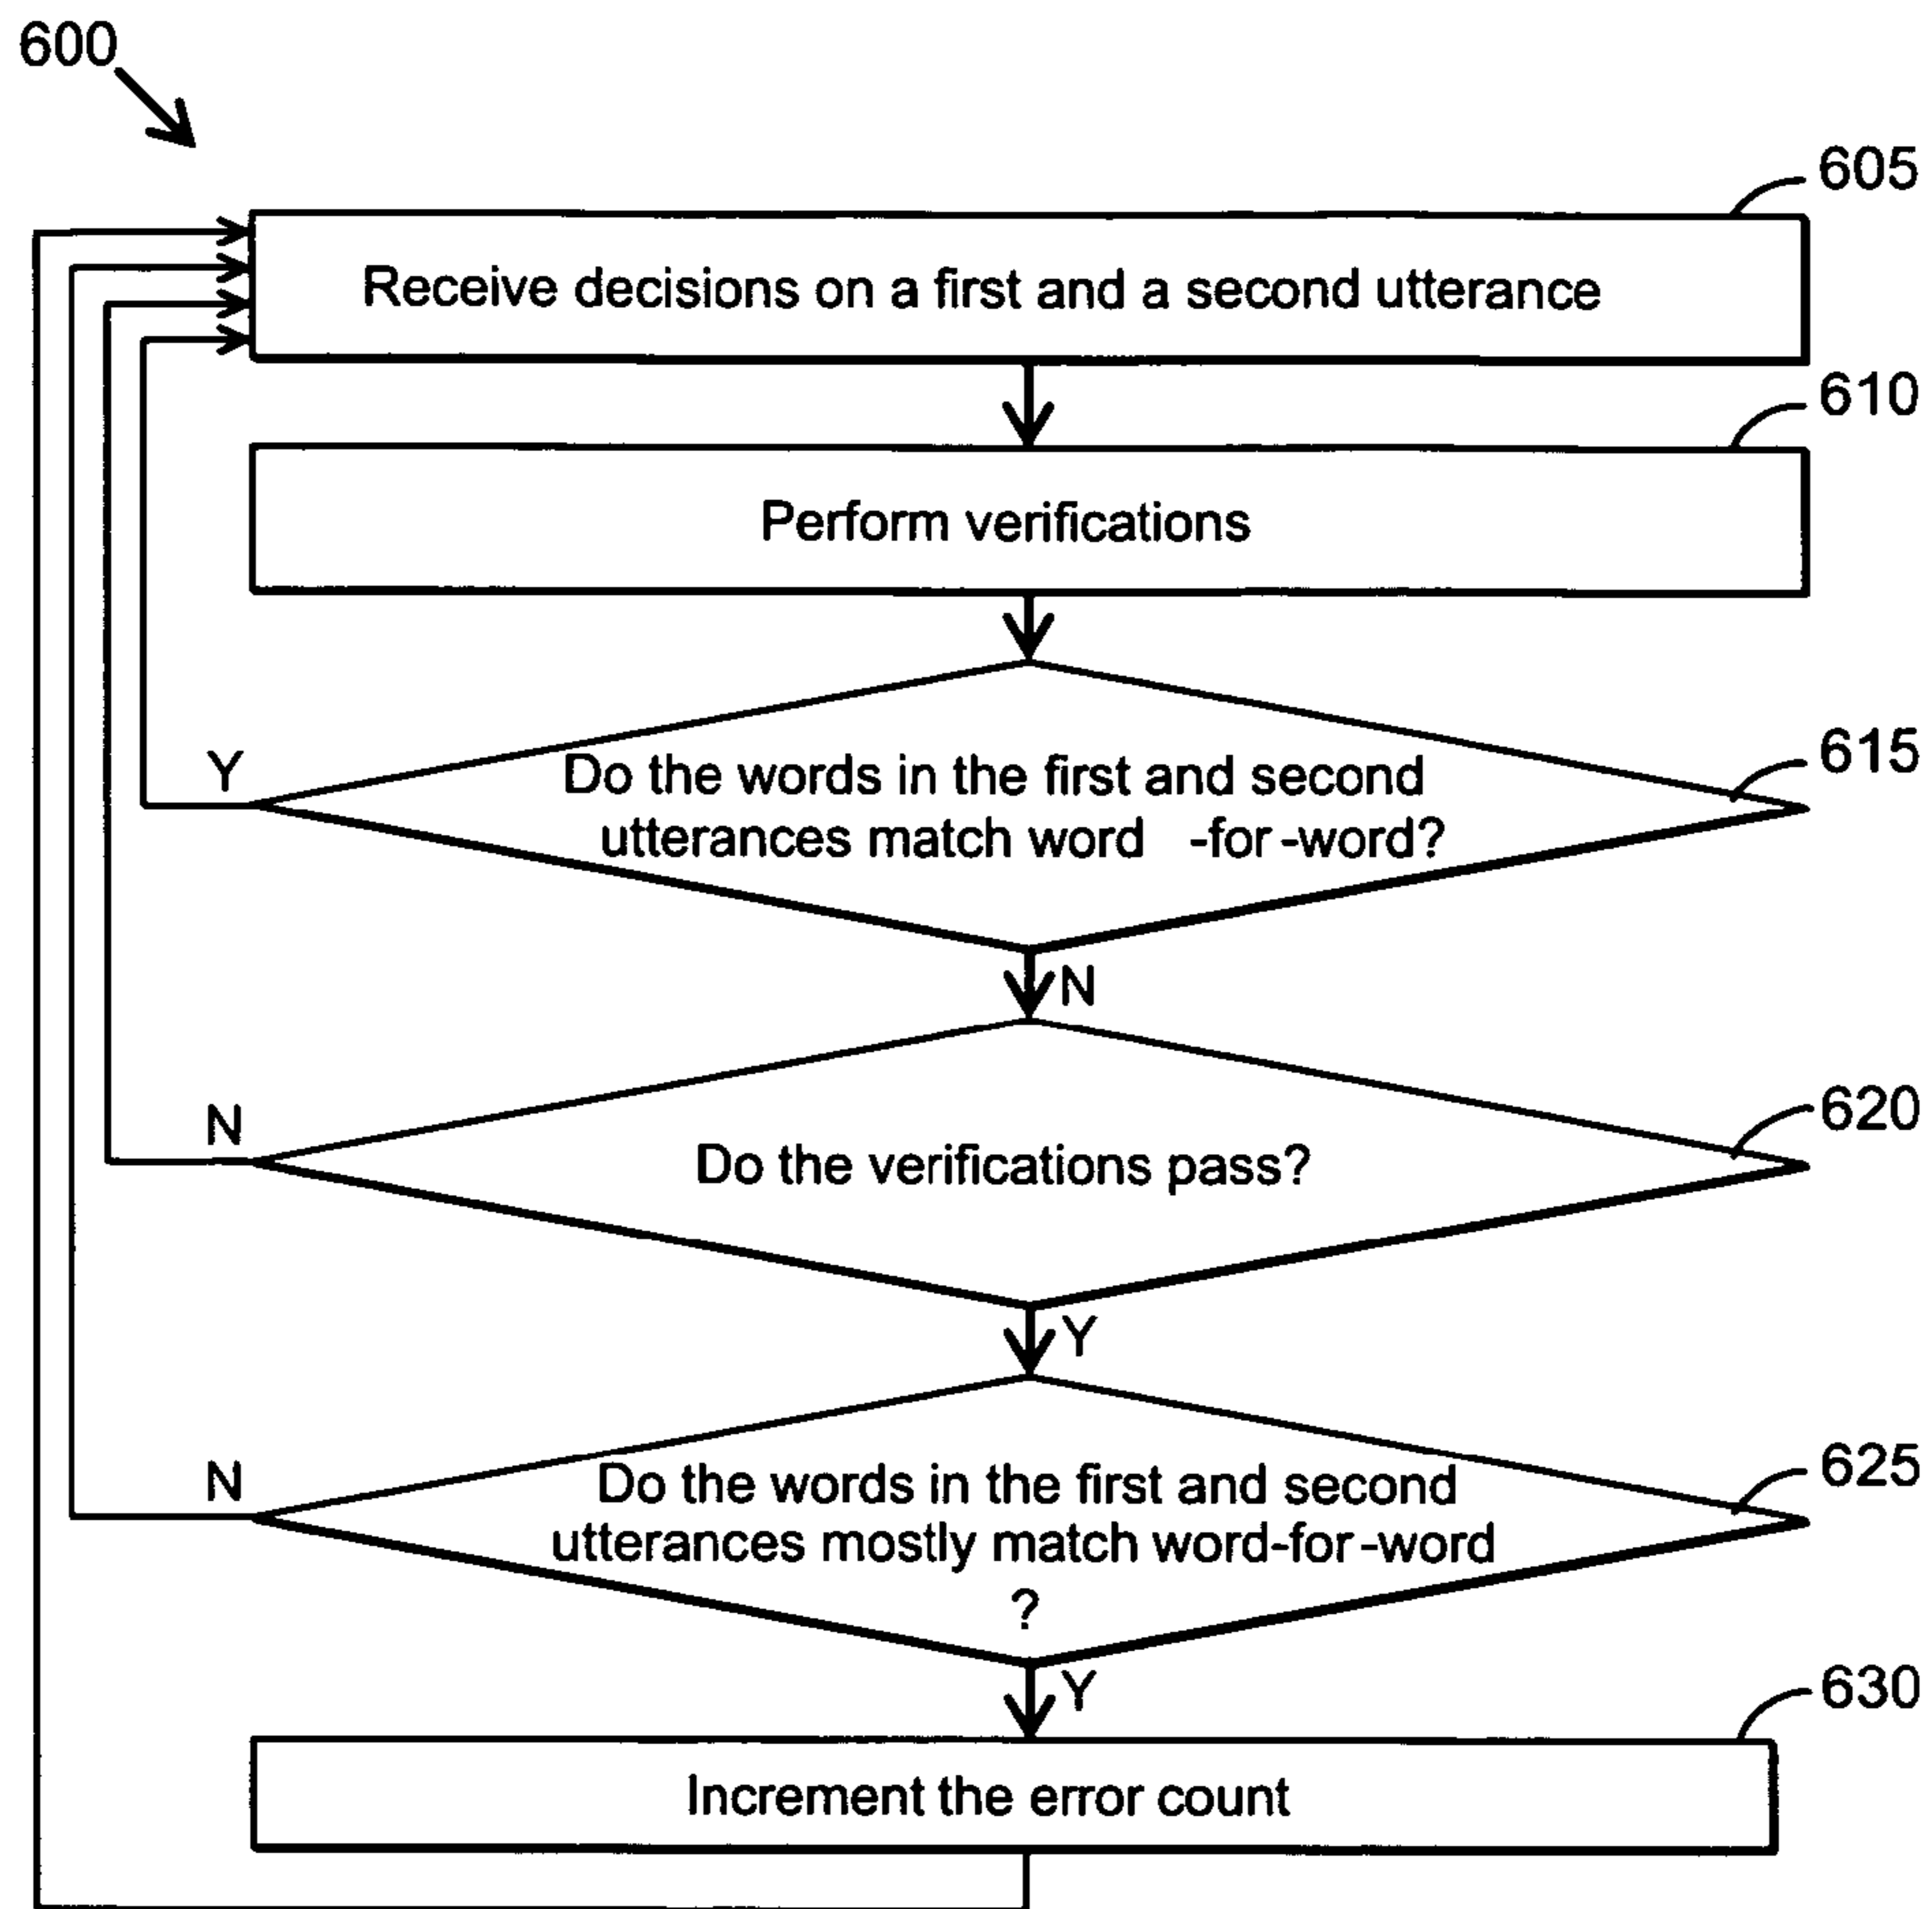 600
605
Receive decisions on a first and a second utterance
610
Perform verifications
615
Y
Do the words in the first and second
utterances match word -for-word?
N
620
N
Do the verifications pass?
Y
625
N
Do the words in the first and second
utterances mostly match word-for-word
?
Y
630
Increment the error count